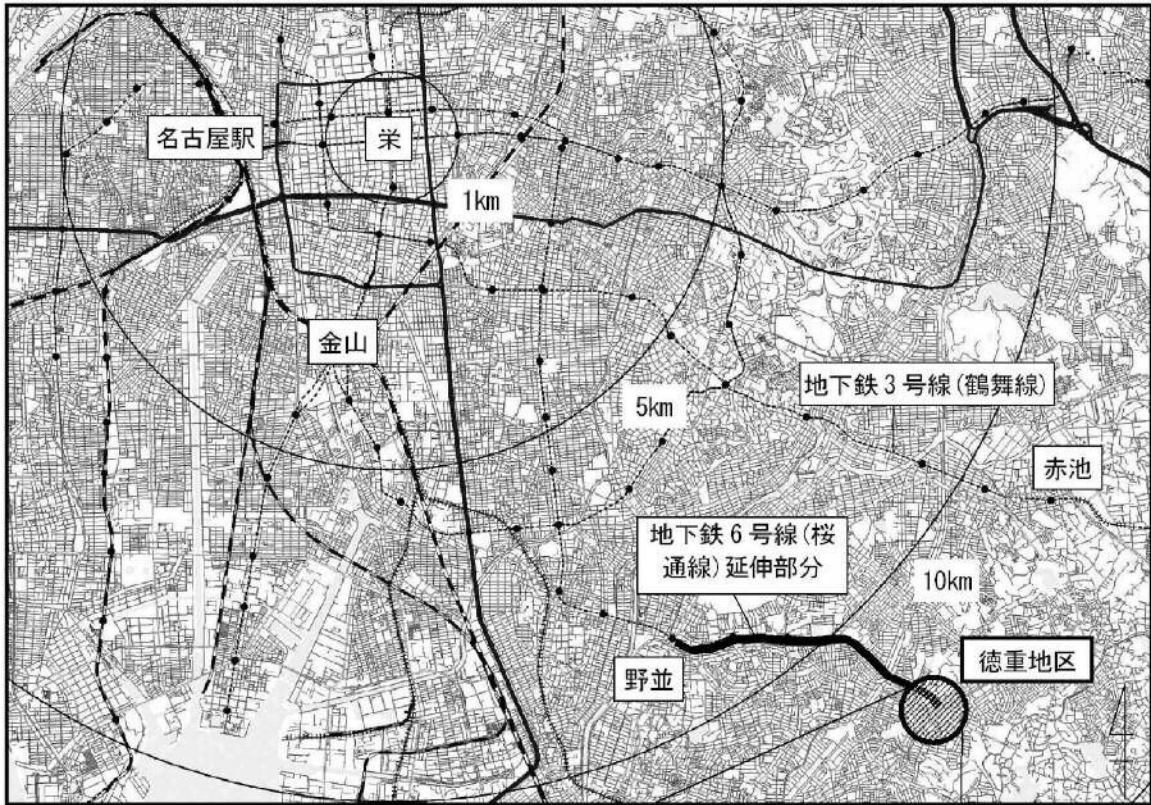 名古屋駅
栄
1km
金山
地下鉄3号線(鶴舞線)
5km
赤池
地下鉄6号線(桜
通線)延伸部分
10km
徳重地区
野並